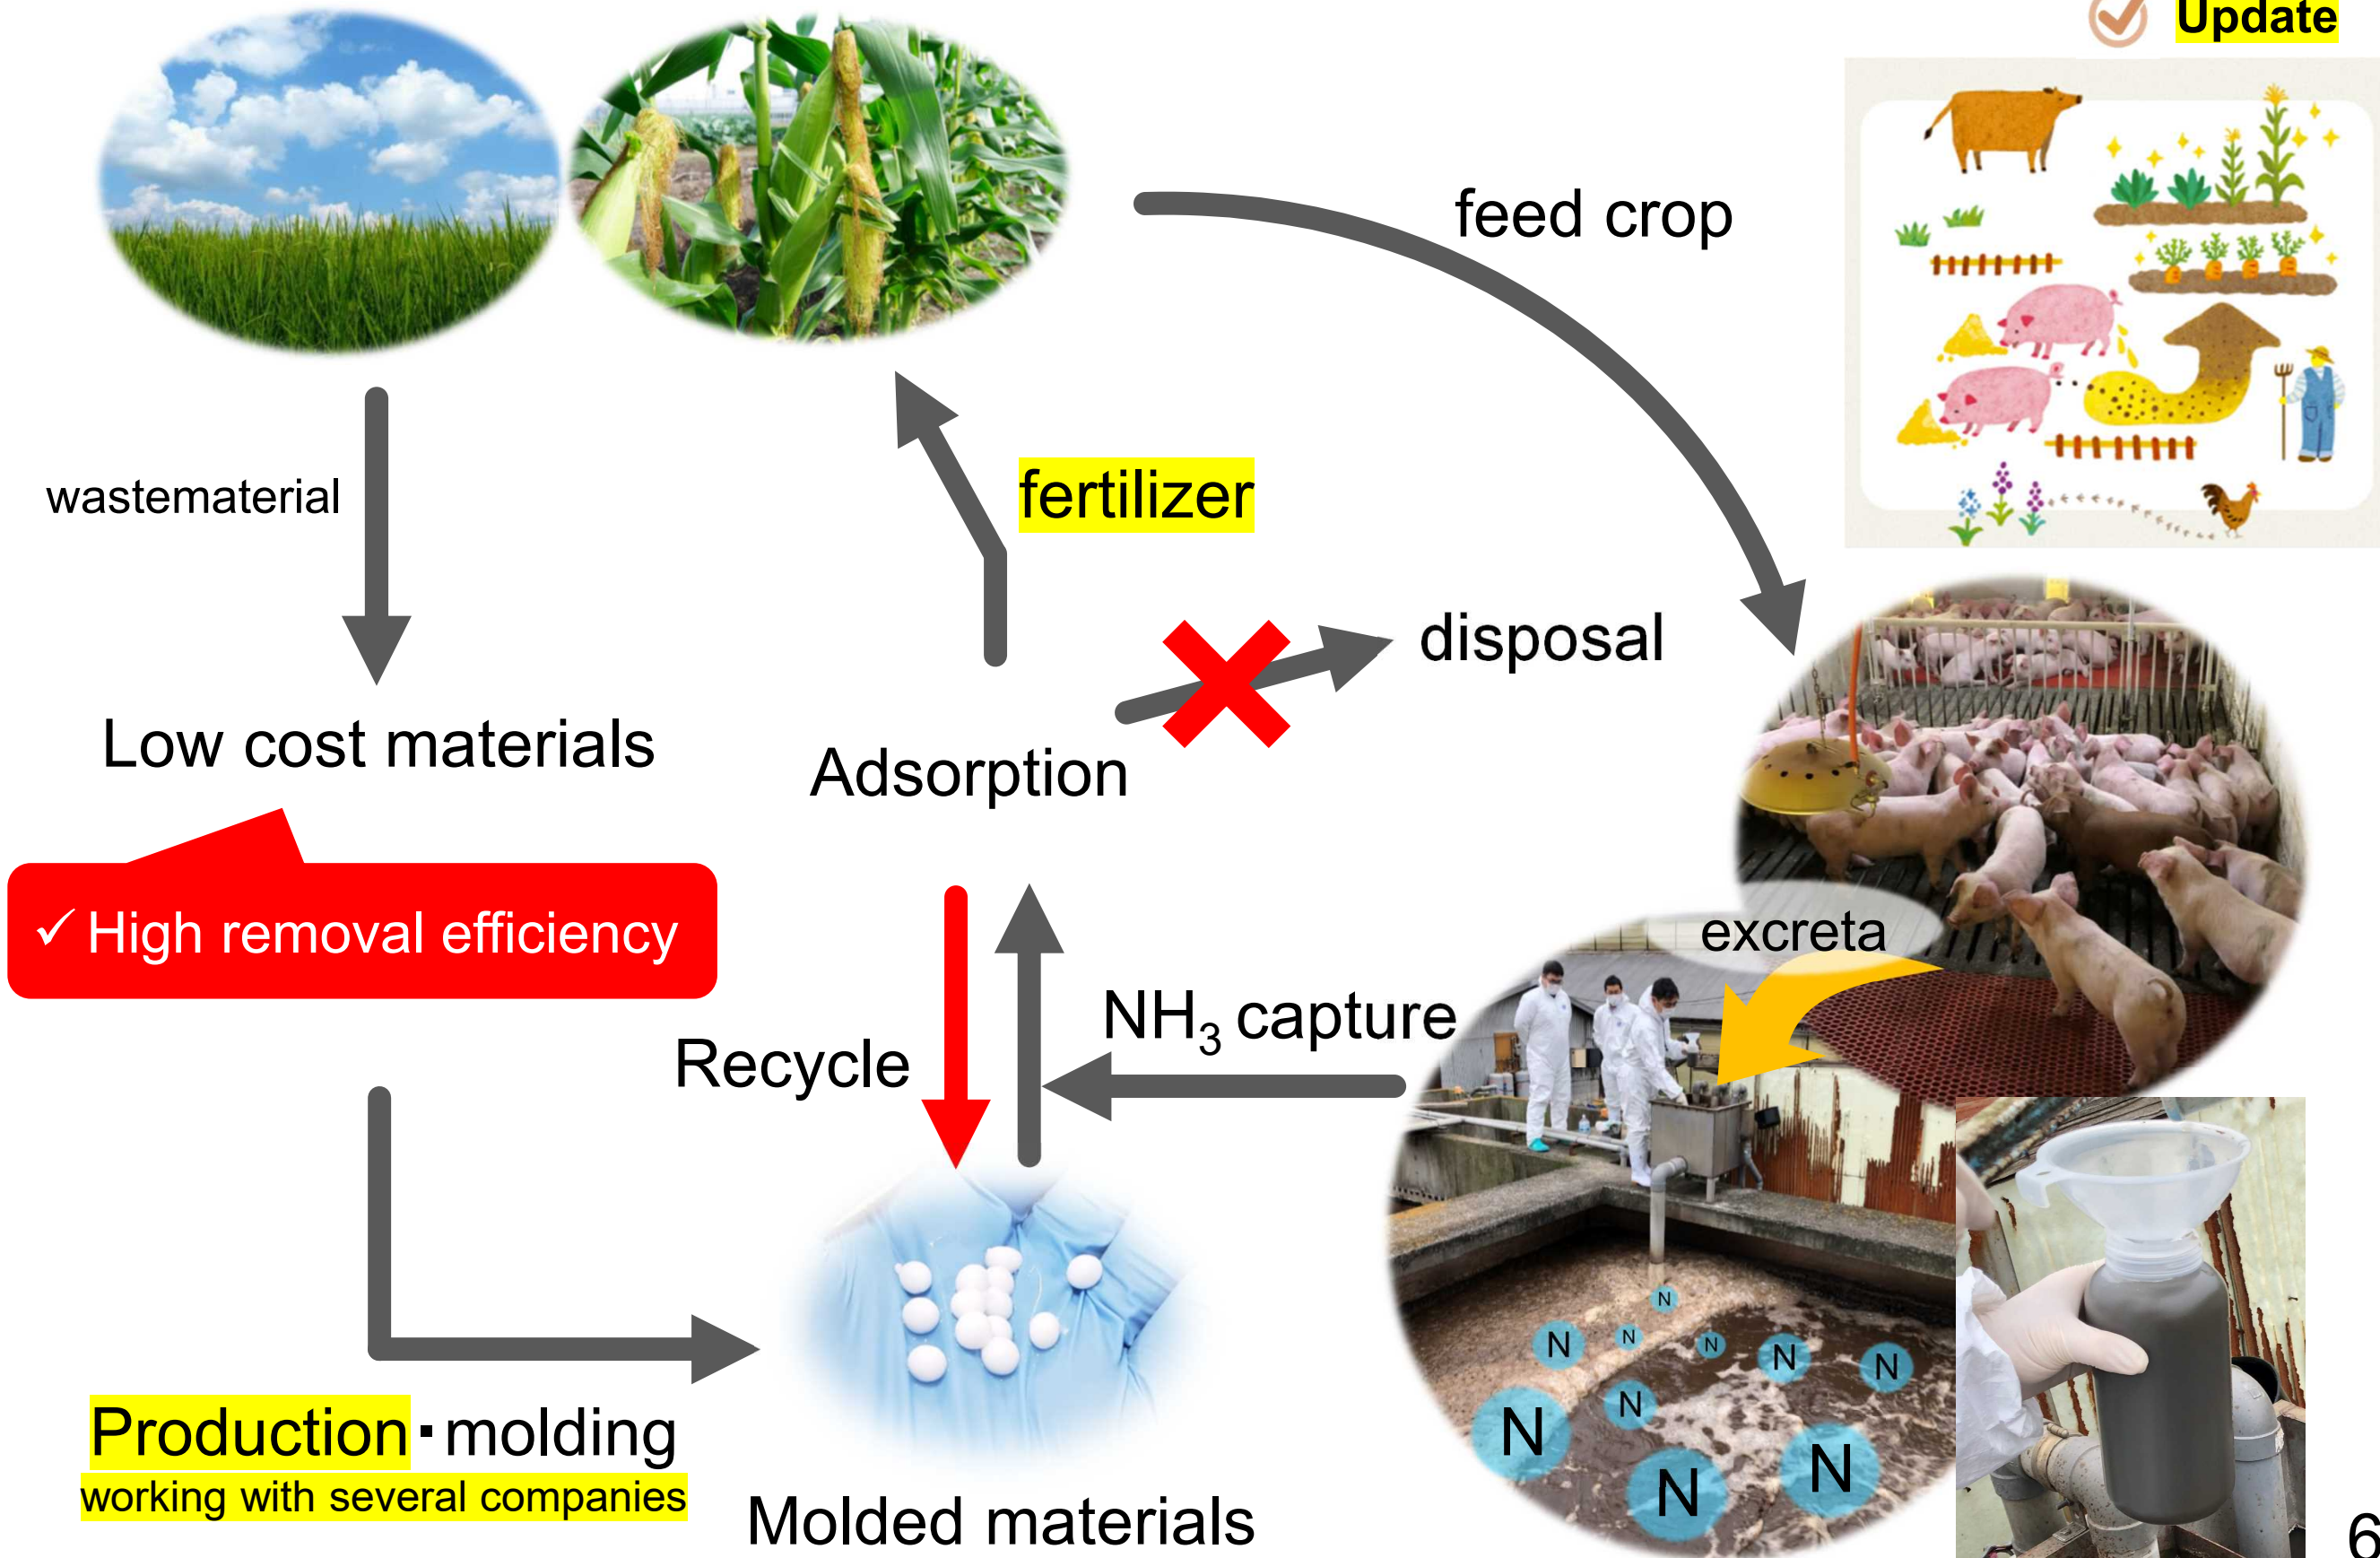 Update
feed crop
wastematerial
fertilizer
disposal
Low cost materials
Adsorption
✓ High removal efficiency
excreta
NH₃ capture
Recycle
N
N
N
N
N
N
N
N
N
N
Production・molding
working with several companies
Molded materials
6